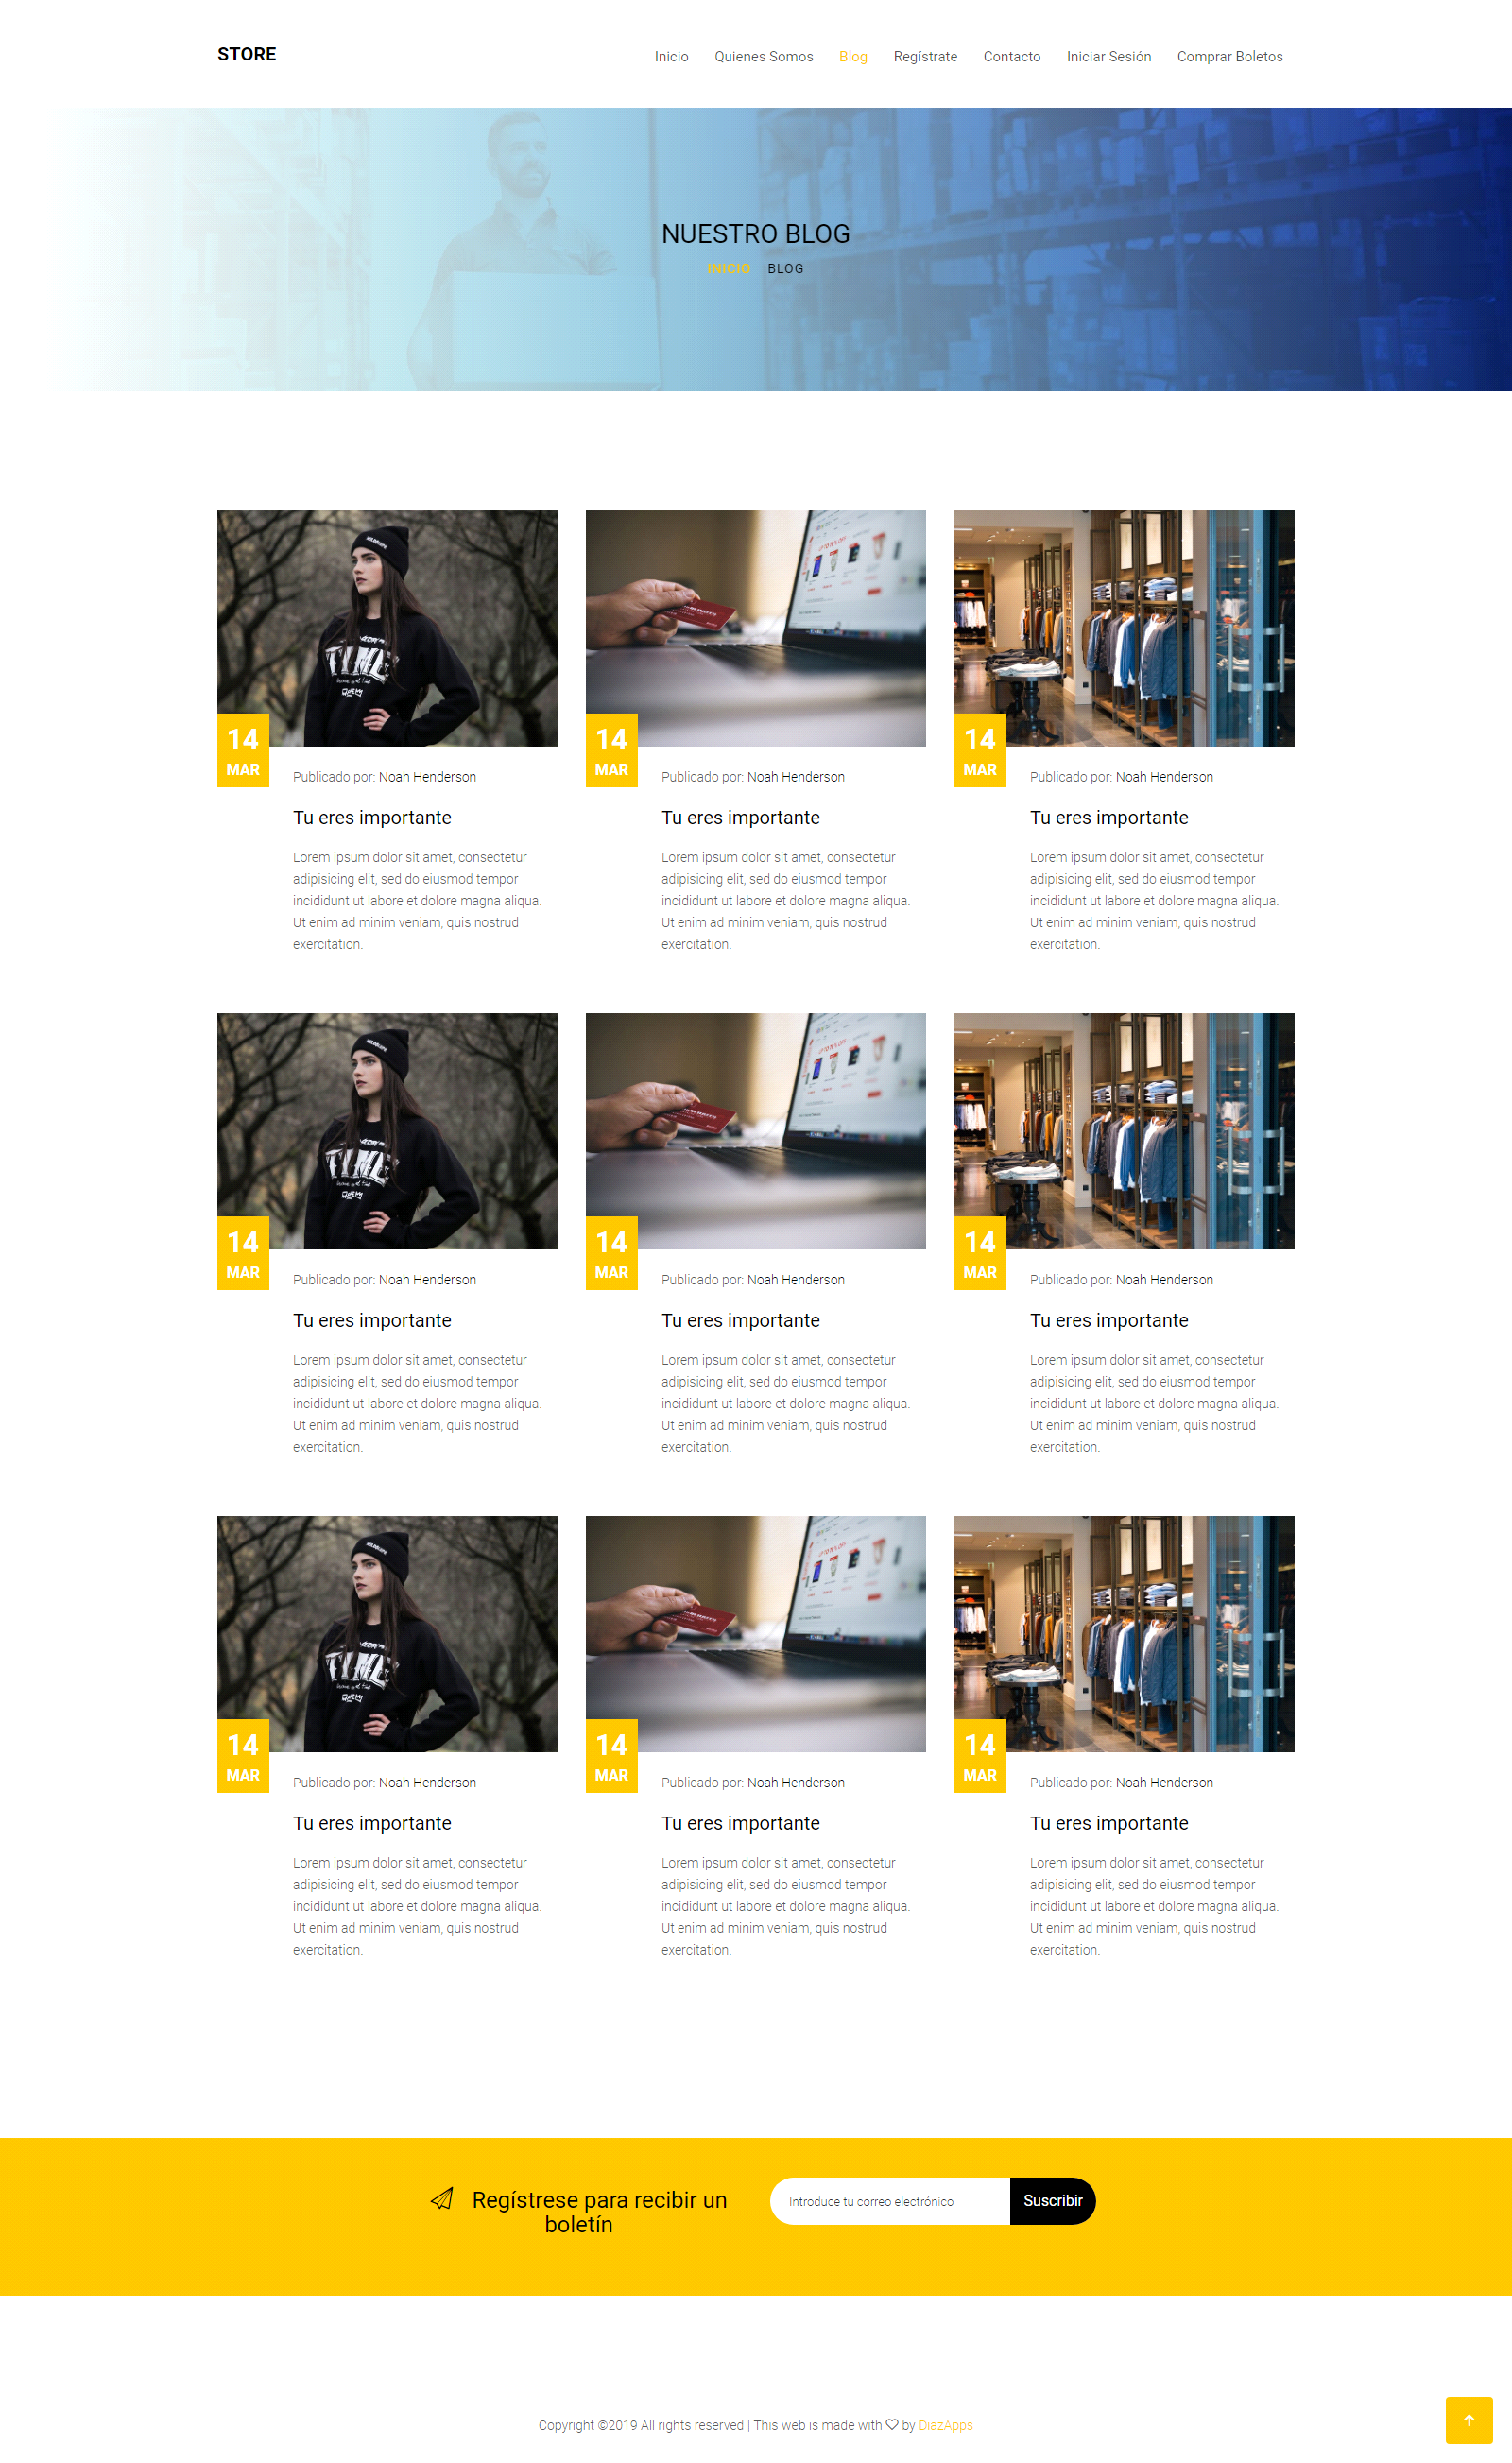 STORE
Inicio Quienes Somos Blog Regístrate Contacto Iniciar Sesión Comprar Boletos
NUESTRO BLOG
INICIO BLOG
14 14 14
MAR MAR MAR
Publicado por: Noah Henderson
Tu eres importante
Lorem ipsum dolor sit amet, consectetur
adipisicing elit, sed do eiusmod tempor
incididunt ut labore et dolore magna aliqua.
Ut enim ad minim veniam, quis nostrud
exercitation.
Publicado por: Noah Henderson
Tu eres importante
Lorem ipsum dolor sit amet, consectetur
adipisicing elit, sed do eiusmod tempor
incididunt ut labore et dolore magna aliqua.
Ut enim ad minim veniam, quis nostrud
exercitation.
Publicado por: Noah Henderson
Tu eres importante
Lorem ipsum dolor sit amet, consectetur
adipisicing elit, sed do eiusmod tempor
incididunt ut labore et dolore magna aliqua.
Ut enim ad minim veniam, quis nostrud
exercitation.
14 14 14
MAR MAR MAR
Publicado por: Noah Henderson
Tu eres importante
Lorem ipsum dolor sit amet, consectetur
adipisicing elit, sed do eiusmod tempor
incididunt ut labore et dolore magna aliqua.
Ut enim ad minim veniam, quis nostrud
exercitation.
Publicado por: Noah Henderson
Tu eres importante
Lorem ipsum dolor sit amet, consectetur
adipisicing elit, sed do eiusmod tempor
incididunt ut labore et dolore magna aliqua.
Ut enim ad minim veniam, quis nostrud
exercitation.
Publicado por: Noah Henderson
Tu eres importante
Lorem ipsum dolor sit amet, consectetur
adipisicing elit, sed do eiusmod tempor
incididunt ut labore et dolore magna aliqua.
Ut enim ad minim veniam, quis nostrud
exercitation.
14 14 14
MAR MAR MAR
Publicado por: Noah Henderson
Tu eres importante
Lorem ipsum dolor sit amet, consectetur
adipisicing elit, sed do eiusmod tempor
incididunt ut labore et dolore magna aliqua.
Ut enim ad minim veniam, quis nostrud
exercitation.
Publicado por: Noah Henderson
Tu eres importante
Lorem ipsum dolor sit amet, consectetur
adipisicing elit, sed do eiusmod tempor
incididunt ut labore et dolore magna aliqua.
Ut enim ad minim veniam, quis nostrud
exercitation.
Publicado por: Noah Henderson
Tu eres importante
Lorem ipsum dolor sit amet, consectetur
adipisicing elit, sed do eiusmod tempor
incididunt ut labore et dolore magna aliqua.
Ut enim ad minim veniam, quis nostrud
exercitation.
Regístrese para recibir un
boletín
Introduce tu correo electrónico
Suscribir
Copyright ©2019 All rights reserved | This web is made with ♡ by DiazApps